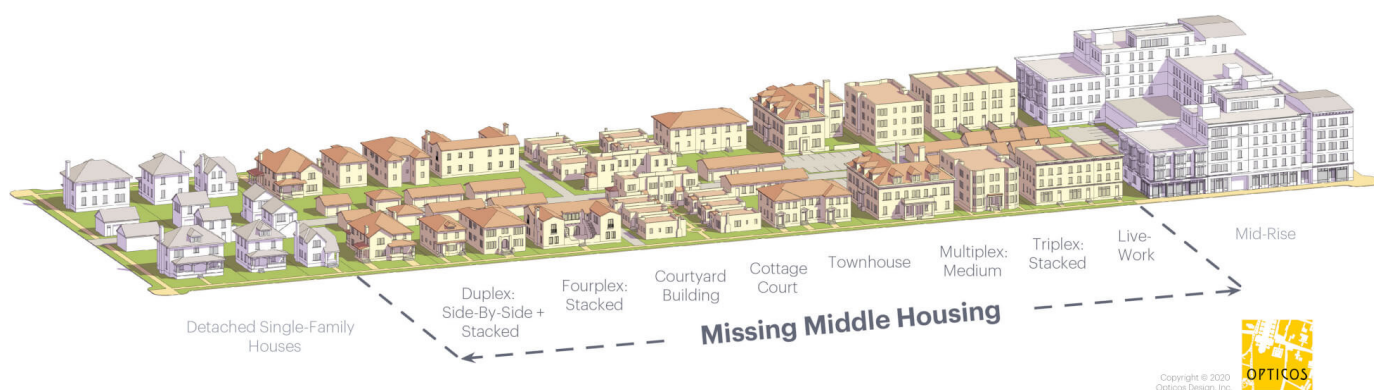 Detached Single-Family
Houses
Duplex:
Side-By-Side +
Stacked
Fourplex:
Stacked
Courtyard
Building
Cottage
Court
Townhouse
Multiplex:
Medium
Triplex:
Stacked
Live-
Work
Mid-Rise
Missing Middle Housing
Copyright © 2020
Opticos Design, Inc.
OPTICOS